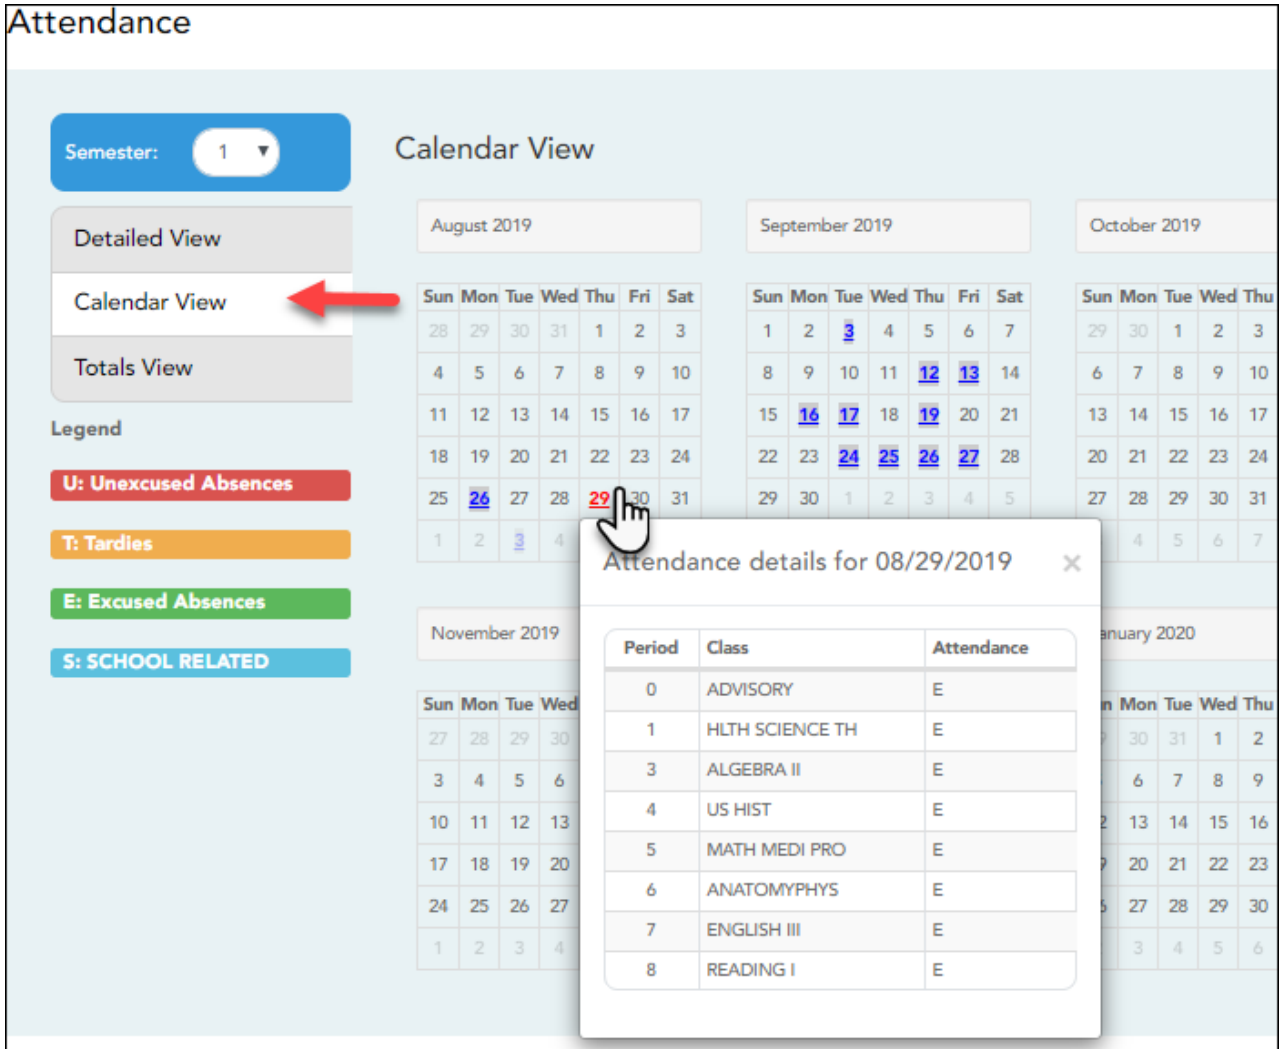 Attendance
Semester: 1
Detailed View
Calendar View
Totals View
Legend
U: Unexcused Absences
T: Tardies
E: Excused Absences
S: SCHOOL RELATED
Calendar View
August 2019
Sun Mon Tue Wed Thu Fri Sat
28 29 30 31 1 2 3
4 5 6 7 8 9 10
11 12 13 14 15 16 17
18 19 20 21 22 23 24
25 26 27 28 29 30 31
1 2 3 4
September 2019
Sun Mon Tue Wed Thu Fri Sat
1 2 3 4 5 6 7
8 9 10 11 12 13 14
15 16 17 18 19 20 21
22 23 24 25 26 27 28
29 30 1 2 3 4 5
October 2019
Sun Mon Tue Wed Thu
29 30 1 2 3
6 7 8 9 10
13 14 15 16 17
20 21 22 23 24
27 28 29 30 31
4 5 6 7
November 2019
Sun Mon Tue Wed
27 28 29 30
3 4 5 6
10 11 12 13
17 18 19 20
24 25 26 27
1 2 3 4
Attendance details for 08/29/2019 ×
Period Class Attendance
0 ADVISORY E
1 HLTH SCIENCE TH E
3 ALGEBRA II E
4 US HIST E
5 MATH MEDI PRO E
6 ANATOMYPHYS E
7 ENGLISH III E
8 READING I E
2020
Mon Tue Wed Thu
30 31 1 2
6 7 8 9
13 14 15 16
20 21 22 23
27 28 29 30
3 4 5 6